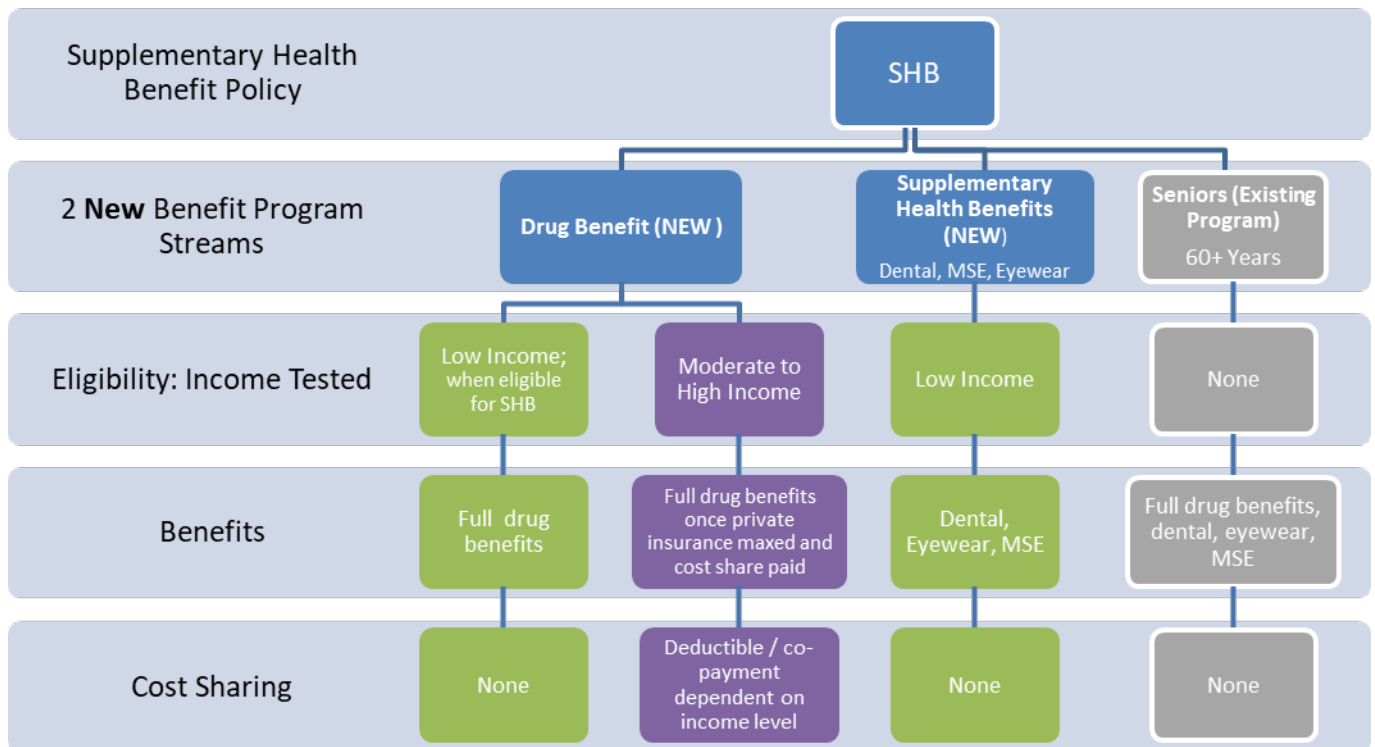 Supplementary Health
Benefit Policy
SHB
2 New Benefit Program
Streams
Drug Benefit (NEW )
Supplementary
Health Benefits
(NEW)
Dental, MSE, Eyewear
Seniors (Existing
Program)
60+ Years
Eligibility: Income Tested
Low Income;
when eligible
for SHB
Moderate to
High Income
Low Income
None
Benefits
Full drug
benefits
Full drug benefits
once private
insurance maxed and
cost share paid
Dental,
Eyewear, MSE
Full drug benefits,
dental, eyewear,
MSE
Cost Sharing
None
Deductible / co-
payment
dependent on
income level
None
None